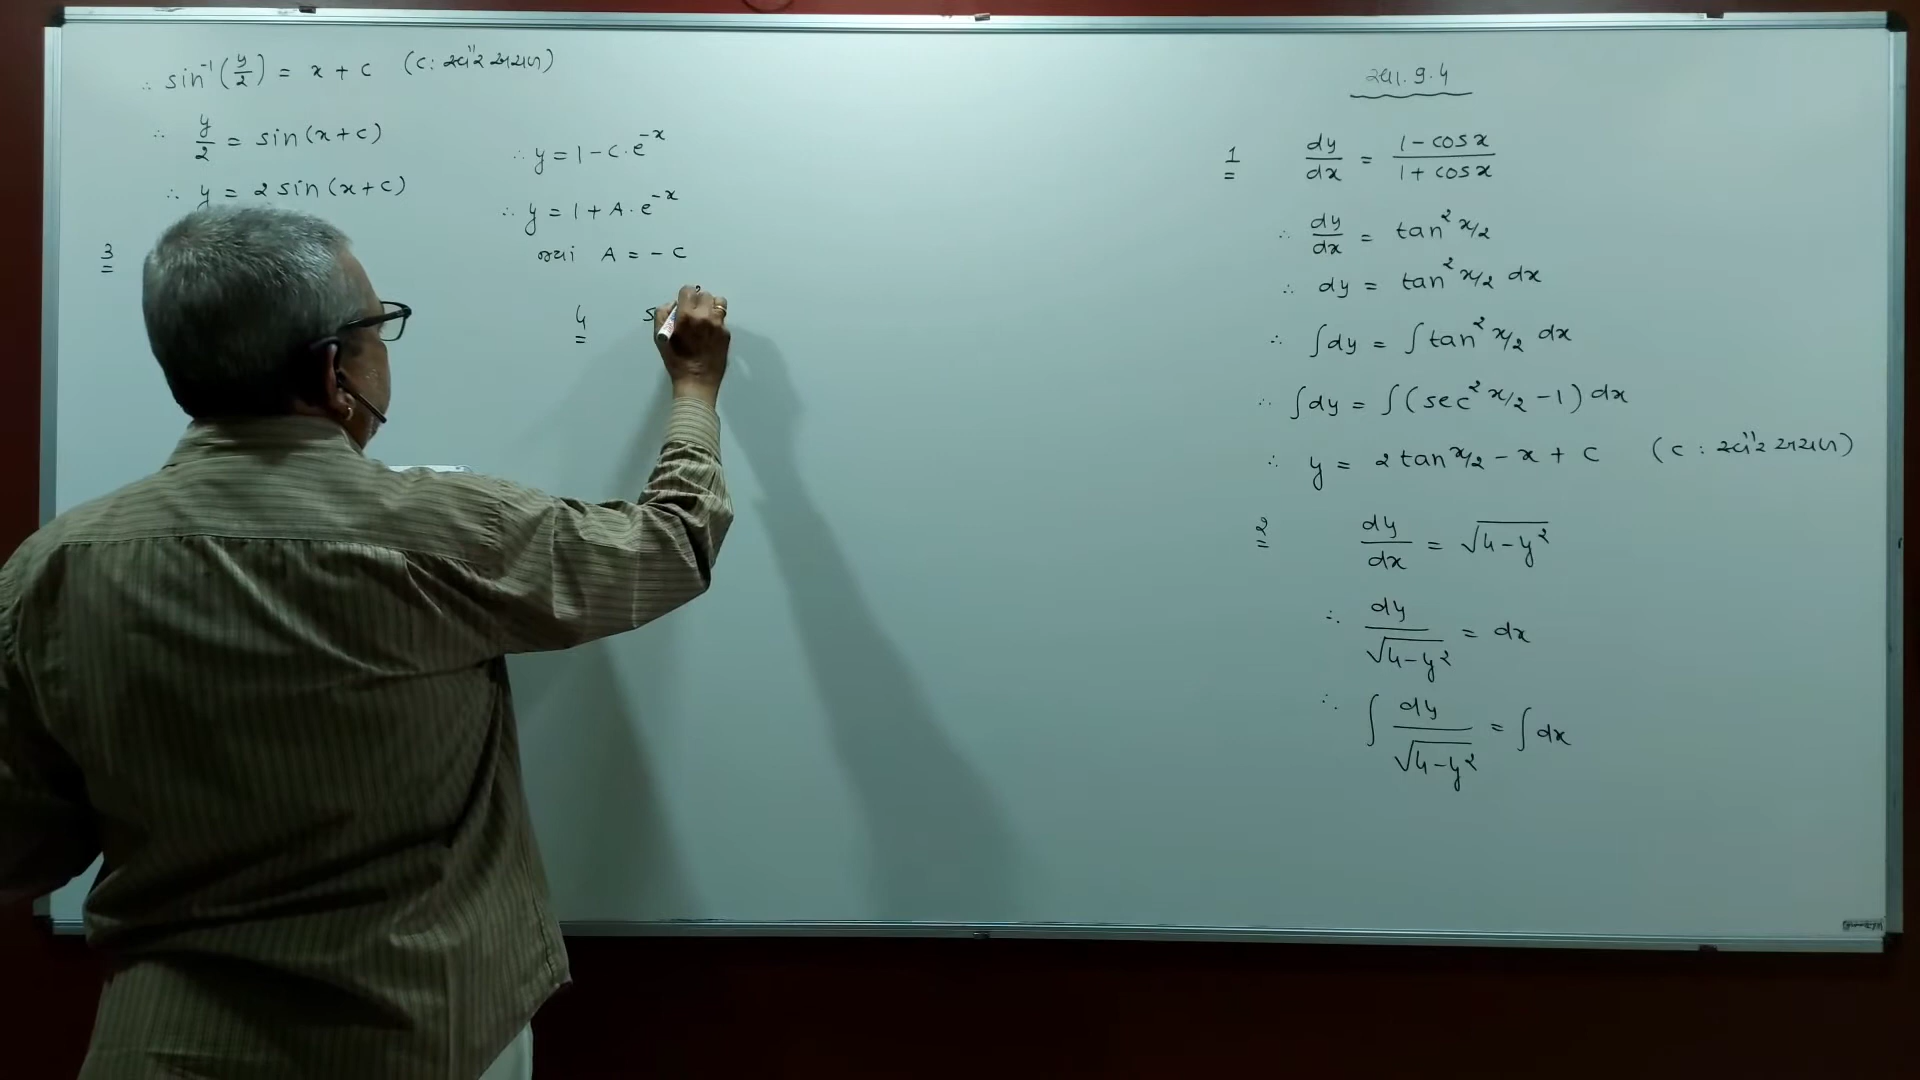 સ્વા. 9.4
1 dy/dx = (1 - cos x)/(1 + cos x)
∴ dy/dx = tan² x/2
∴ dy = tan² x/2 dx
∴ ∫dy = ∫tan² x/2 dx
∴ ∫dy = ∫(sec² x/2 - 1) dx
∴ y = 2 tan x/2 - x + c (c : સ્વૈર અચળ)
2 dy/dx = √(4-y²)
∴ dy/√(4-y²) = dx
∴ ∫ dy/√(4-y²) = ∫dx
∴ sin⁻¹(y/2) = x + c (c : સ્વૈર અચળ)
∴ y/2 = sin(x+c)
∴ y = 2 sin(x+c)
3
∴ y = 1 - c · e^-x
∴ y = 1 + A · e^-x
જ્યાં A = - c
4 s